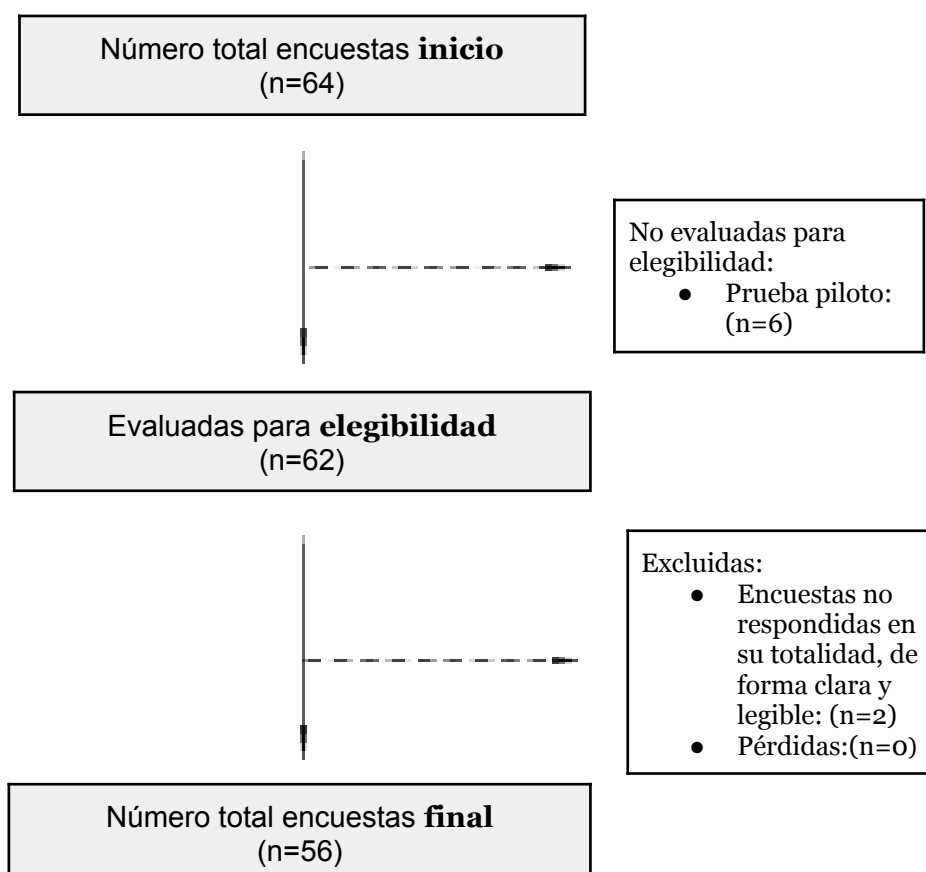 Número total encuestas inicio
(n=64)
No evaluadas para
elegibilidad:
● Prueba piloto:
(n=6)
Evaluadas para elegibilidad
(n=62)
Excluidas:
● Encuestas no
respondidas en
su totalidad, de
forma clara y
legible: (n=2)
● Pérdidas:(n=0)
Número total encuestas final
(n=56)